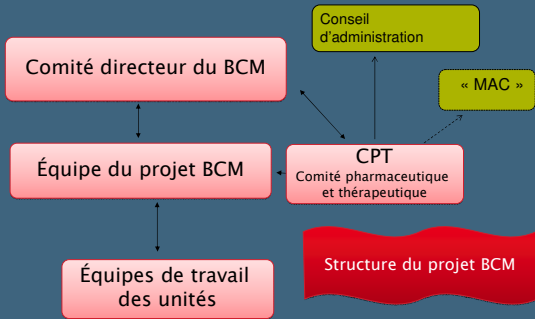 Conseil
d'administration
Comité directeur du BCM
« MAC »
Équipe du projet BCM
CPT
Comité pharmaceutique
et thérapeutique
Structure du projet BCM
Équipes de travail
des unités